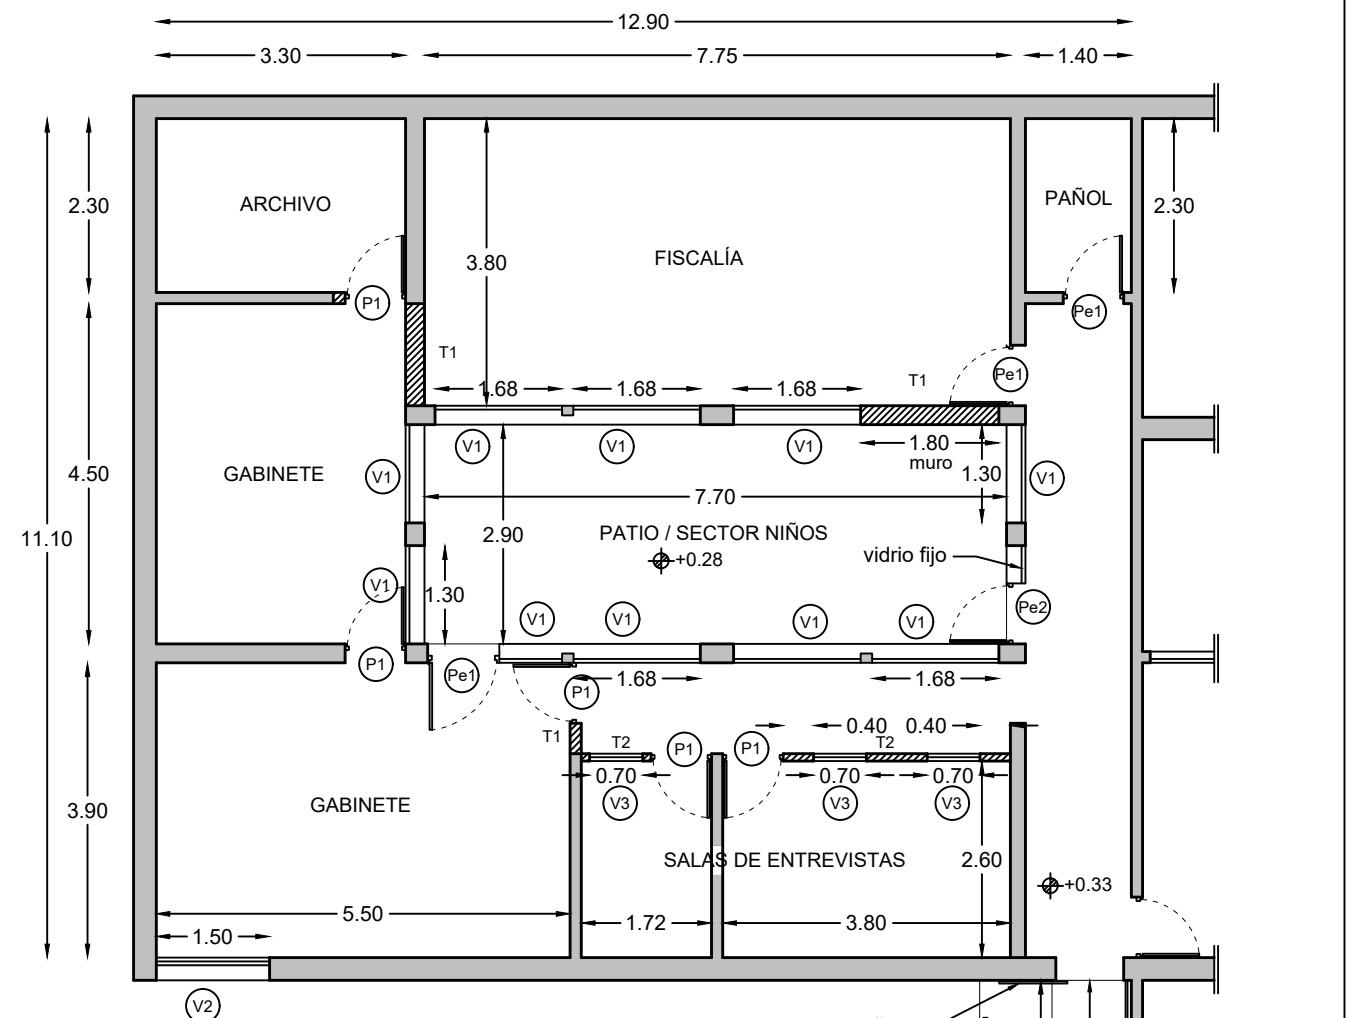 12.90
3.30
7.75
1.40
2.30
ARCHIVO
PAÑOL
2.30
FISCALÍA
3.80
P1
Pe1
T1
Pe1
T1
1.68
1.68
1.68
V1
V1
V1
1.80
muro
1.30
V1
V1
4.50
GABINETE
7.70
11.10
2.90
PATIO / SECTOR NIÑOS
+0.28
vidrio fijo
V1
1.30
V1
V1
V1
V1
Pe2
P1
Pe1
1.68
1.68
P1
T1
T2
P1
P1
0.40
0.40
T2
0.70
0.70
0.70
V3
V3
V3
3.90
GABINETE
SALAS DE ENTREVISTAS
2.60
+0.33
5.50
1.72
3.80
1.50
V2